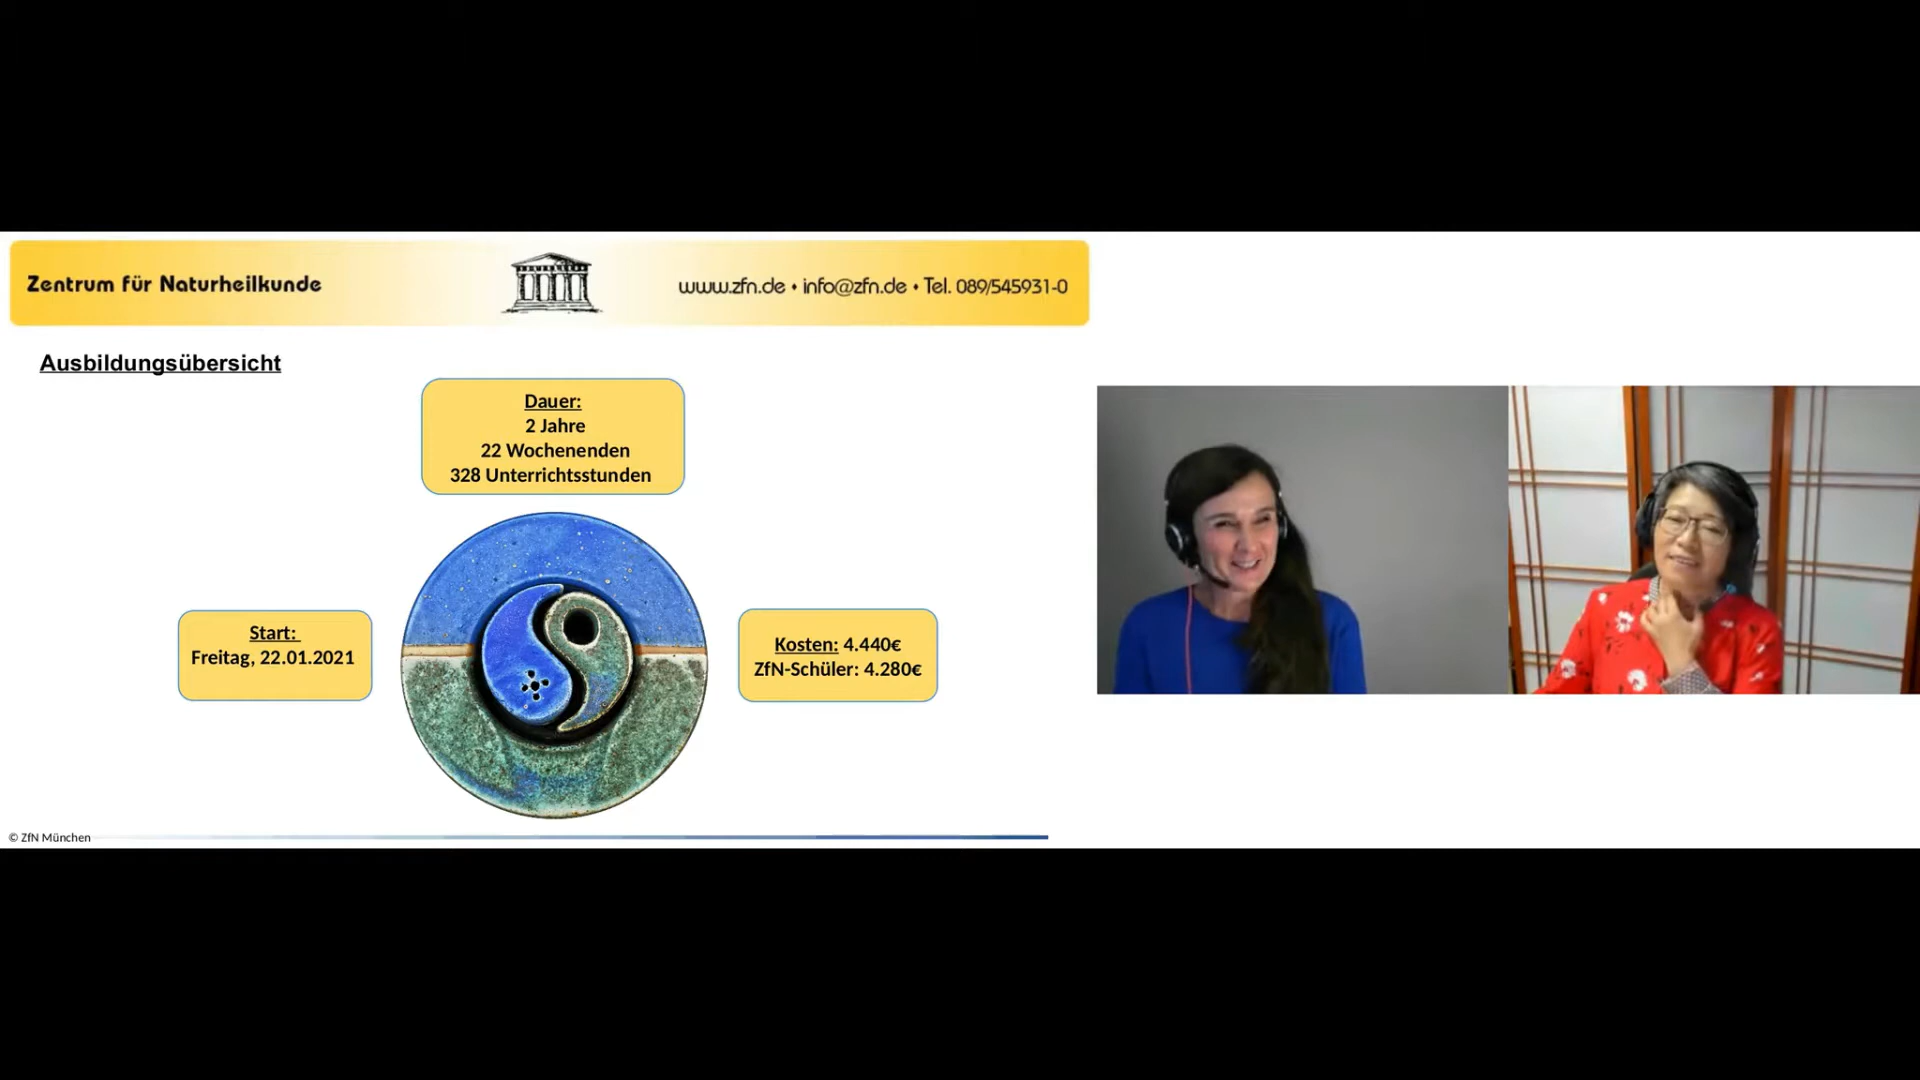 Zentrum für Naturheilkunde
www.zfn.de • info@zfn.de • Tel. 089/545931-0
Ausbildungsübersicht
Dauer:
2 Jahre
22 Wochenenden
328 Unterrichtsstunden
Start:
Freitag, 22.01.2021
Kosten: 4.440€
ZfN-Schüler: 4.280€
© ZfN München